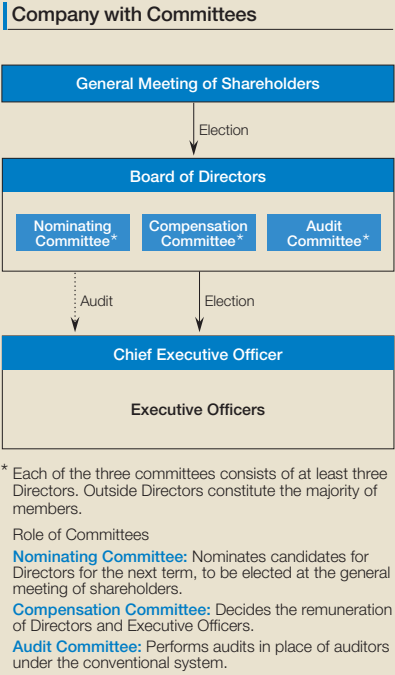 Company with Committees
General Meeting of Shareholders
Election
Board of Directors
Nominating
Committee*
Compensation
Committee*
Audit
Committee*
Audit
Election
Chief Executive Officer
Executive Officers
* Each of the three committees consists of at least three
Directors. Outside Directors constitute the majority of
members.
Role of Committees
Nominating Committee: Nominates candidates for
Directors for the next term, to be elected at the general
meeting of shareholders.
Compensation Committee: Decides the remuneration
of Directors and Executive Officers.
Audit Committee: Performs audits in place of auditors
under the conventional system.